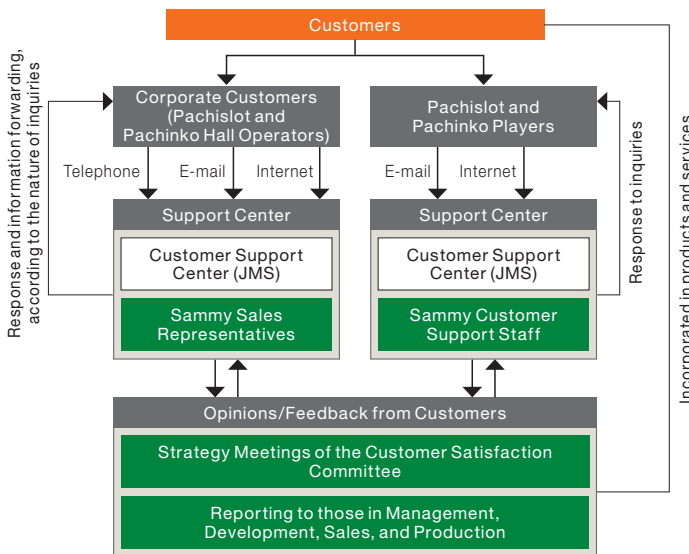 Customers
Response and information forwarding,
according to the nature of inquiries
Corporate Customers
(Pachislot and
Pachinko Hall Operators)
Pachislot and
Pachinko Players
Telephone
E-mail
Internet
E-mail
Internet
Response to inquiries
Incorporated in products and services
Support Center
Customer Support
Center (JMS)
Sammy Sales
Representatives
Support Center
Customer Support
Center (JMS)
Sammy Customer
Support Staff
Opinions/Feedback from Customers
Strategy Meetings of the Customer Satisfaction
Committee
Reporting to those in Management,
Development, Sales, and Production